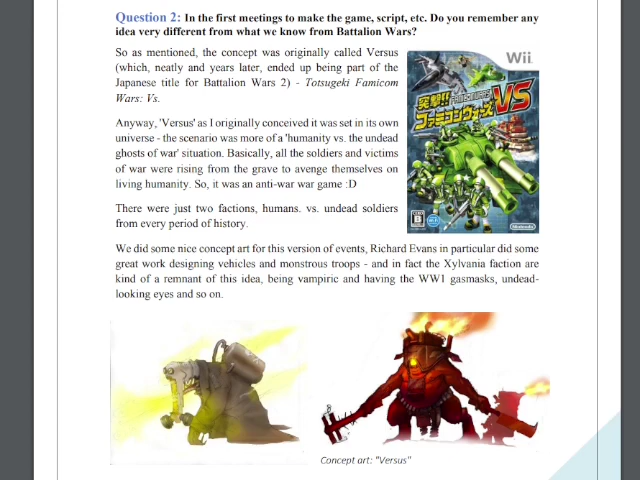 Question 2: In the first meetings to make the game, script, etc. Do you remember any
idea very different from what we know from Battalion Wars?
So as mentioned, the concept was originally called Versus
(which, neatly and years later, ended up being part of the
Japanese title for Battalion Wars 2) - Totsugeki Famicom
Wars: Vs.
Anyway, 'Versus' as I originally conceived it was set in its own
universe - the scenario was more of a 'humanity vs. the undead
ghosts of war' situation. Basically, all the soldiers and victims
of war were rising from the grave to avenge themselves on
living humanity. So, it was an anti-war war game :D
There were just two factions, humans. vs. undead soldiers
from every period of history.
Wii
突撃!!
ファミコンウォーズVS
B
Nintendo
We did some nice concept art for this version of events, Richard Evans in particular did some
great work designing vehicles and monstrous troops - and in fact the Xylvania faction are
kind of a remnant of this idea, being vampiric and having the WW1 gasmasks, undead-
looking eyes and so on.
Concept art: "Versus"